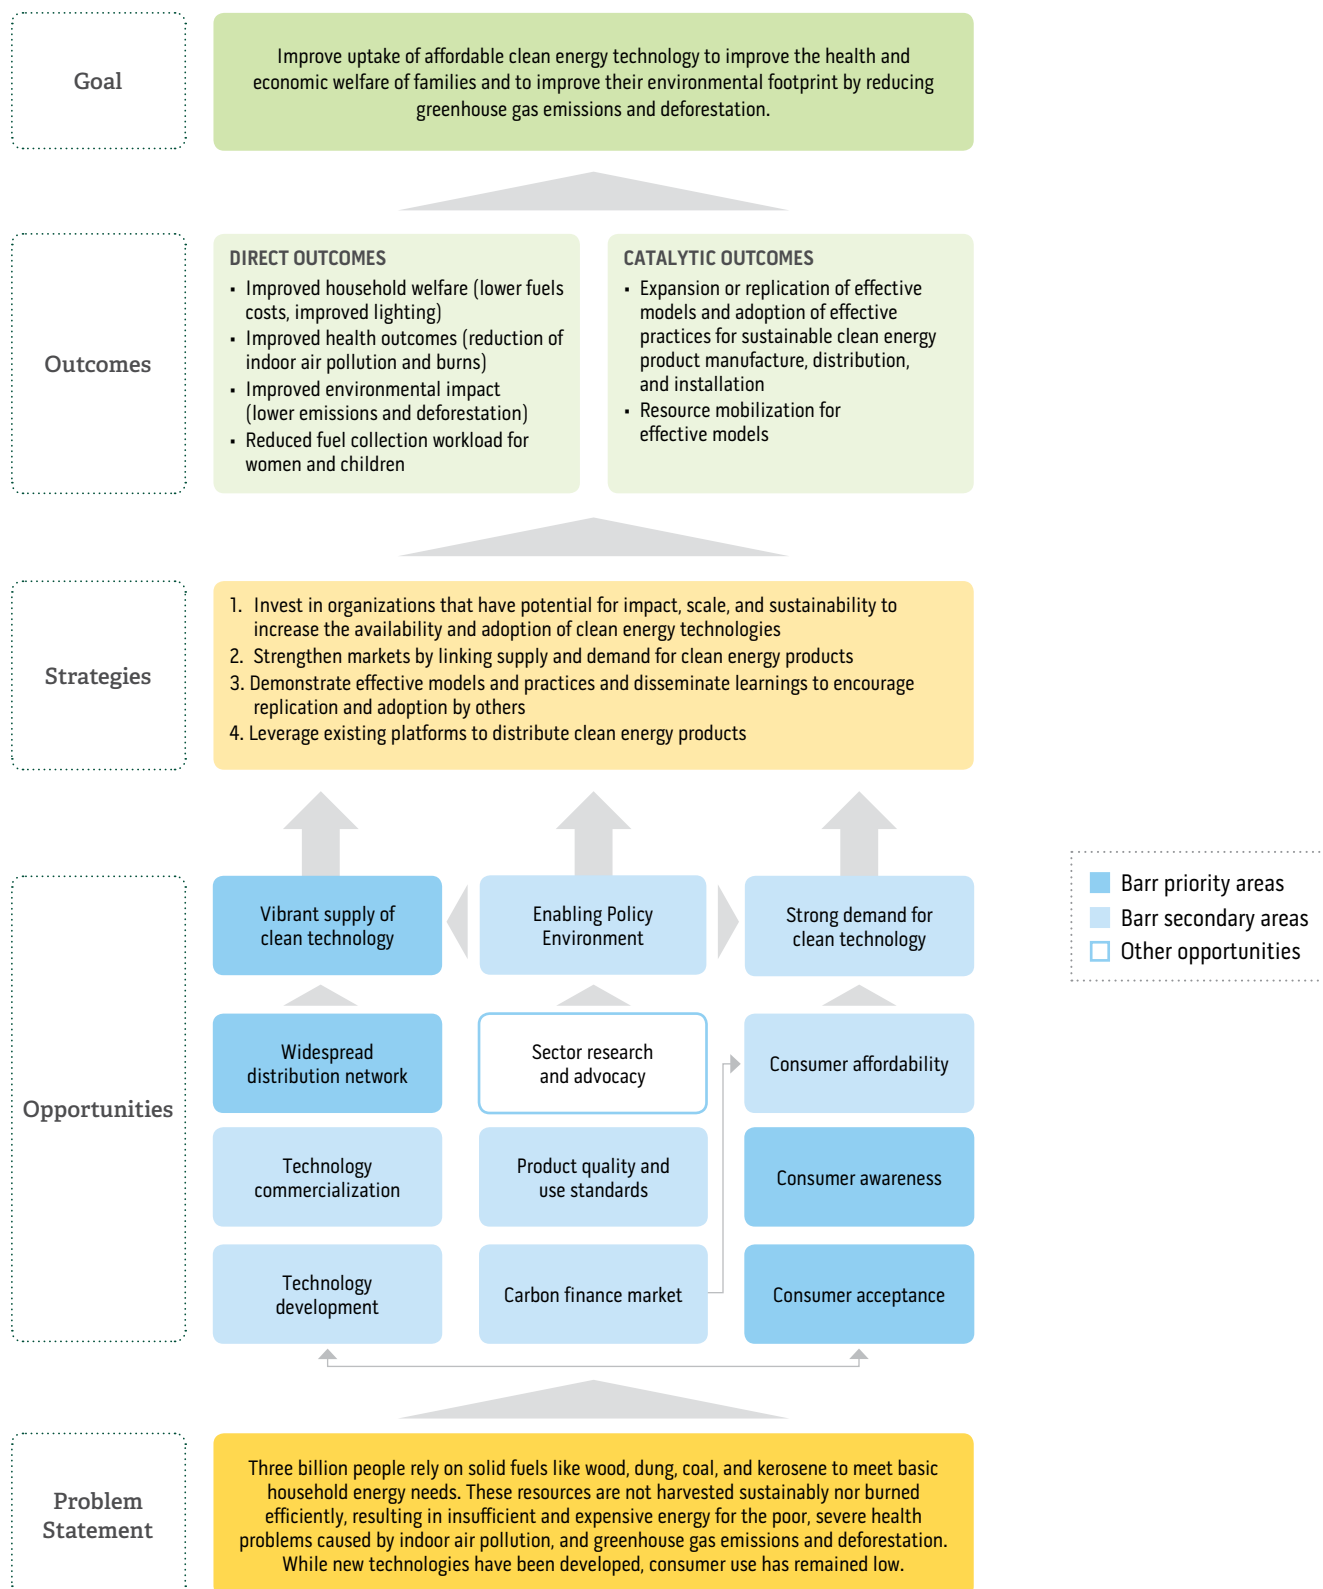 Goal
Improve uptake of affordable clean energy technology to improve the health and
economic welfare of families and to improve their environmental footprint by reducing
greenhouse gas emissions and deforestation.
Outcomes
DIRECT OUTCOMES
▪ Improved household welfare (lower fuels
costs, improved lighting)
▪ Improved health outcomes (reduction of
indoor air pollution and burns)
▪ Improved environmental impact
(lower emissions and deforestation)
▪ Reduced fuel collection workload for
women and children
CATALYTIC OUTCOMES
▪ Expansion or replication of effective
models and adoption of effective
practices for sustainable clean energy
product manufacture, distribution,
and installation
▪ Resource mobilization for
effective models
Strategies
1. Invest in organizations that have potential for impact, scale, and sustainability to
increase the availability and adoption of clean energy technologies
2. Strengthen markets by linking supply and demand for clean energy products
3. Demonstrate effective models and practices and disseminate learnings to encourage
replication and adoption by others
4. Leverage existing platforms to distribute clean energy products
Opportunities
Vibrant supply of
clean technology
Enabling Policy
Environment
Strong demand for
clean technology
Widespread
distribution network
Sector research
and advocacy
Consumer affordability
Technology
commercialization
Product quality and
use standards
Consumer awareness
Technology
development
Carbon finance market
Consumer acceptance
Barr priority areas
Barr secondary areas
Other opportunities
Problem
Statement
Three billion people rely on solid fuels like wood, dung, coal, and kerosene to meet basic
household energy needs. These resources are not harvested sustainably nor burned
efficiently, resulting in insufficient and expensive energy for the poor, severe health
problems caused by indoor air pollution, and greenhouse gas emissions and deforestation.
While new technologies have been developed, consumer use has remained low.